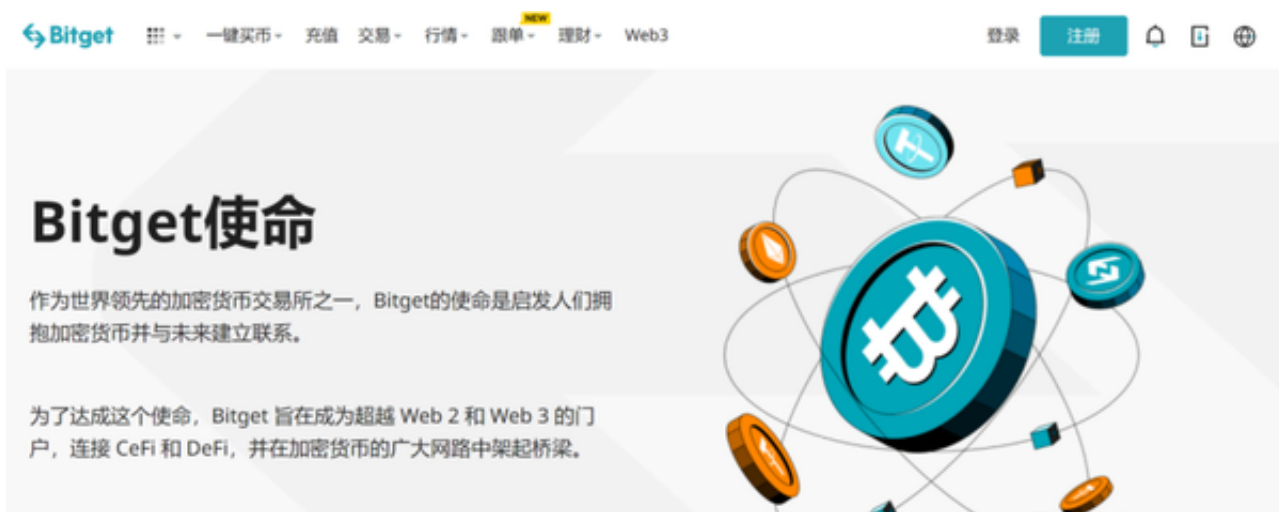 Bitget 一键买币 充值 交易 行情 跟单 NEW 理财 Web3 登录 注册
Bitget使命
作为世界领先的加密货币交易所之一，Bitget的使命是启发人们拥
抱加密货币并与未来建立联系。
为了达成这个使命，Bitget 旨在成为超越 Web 2 和 Web 3 的门
户，连接 CeFi 和 DeFi，并在加密货币的广大网路中架起桥梁。